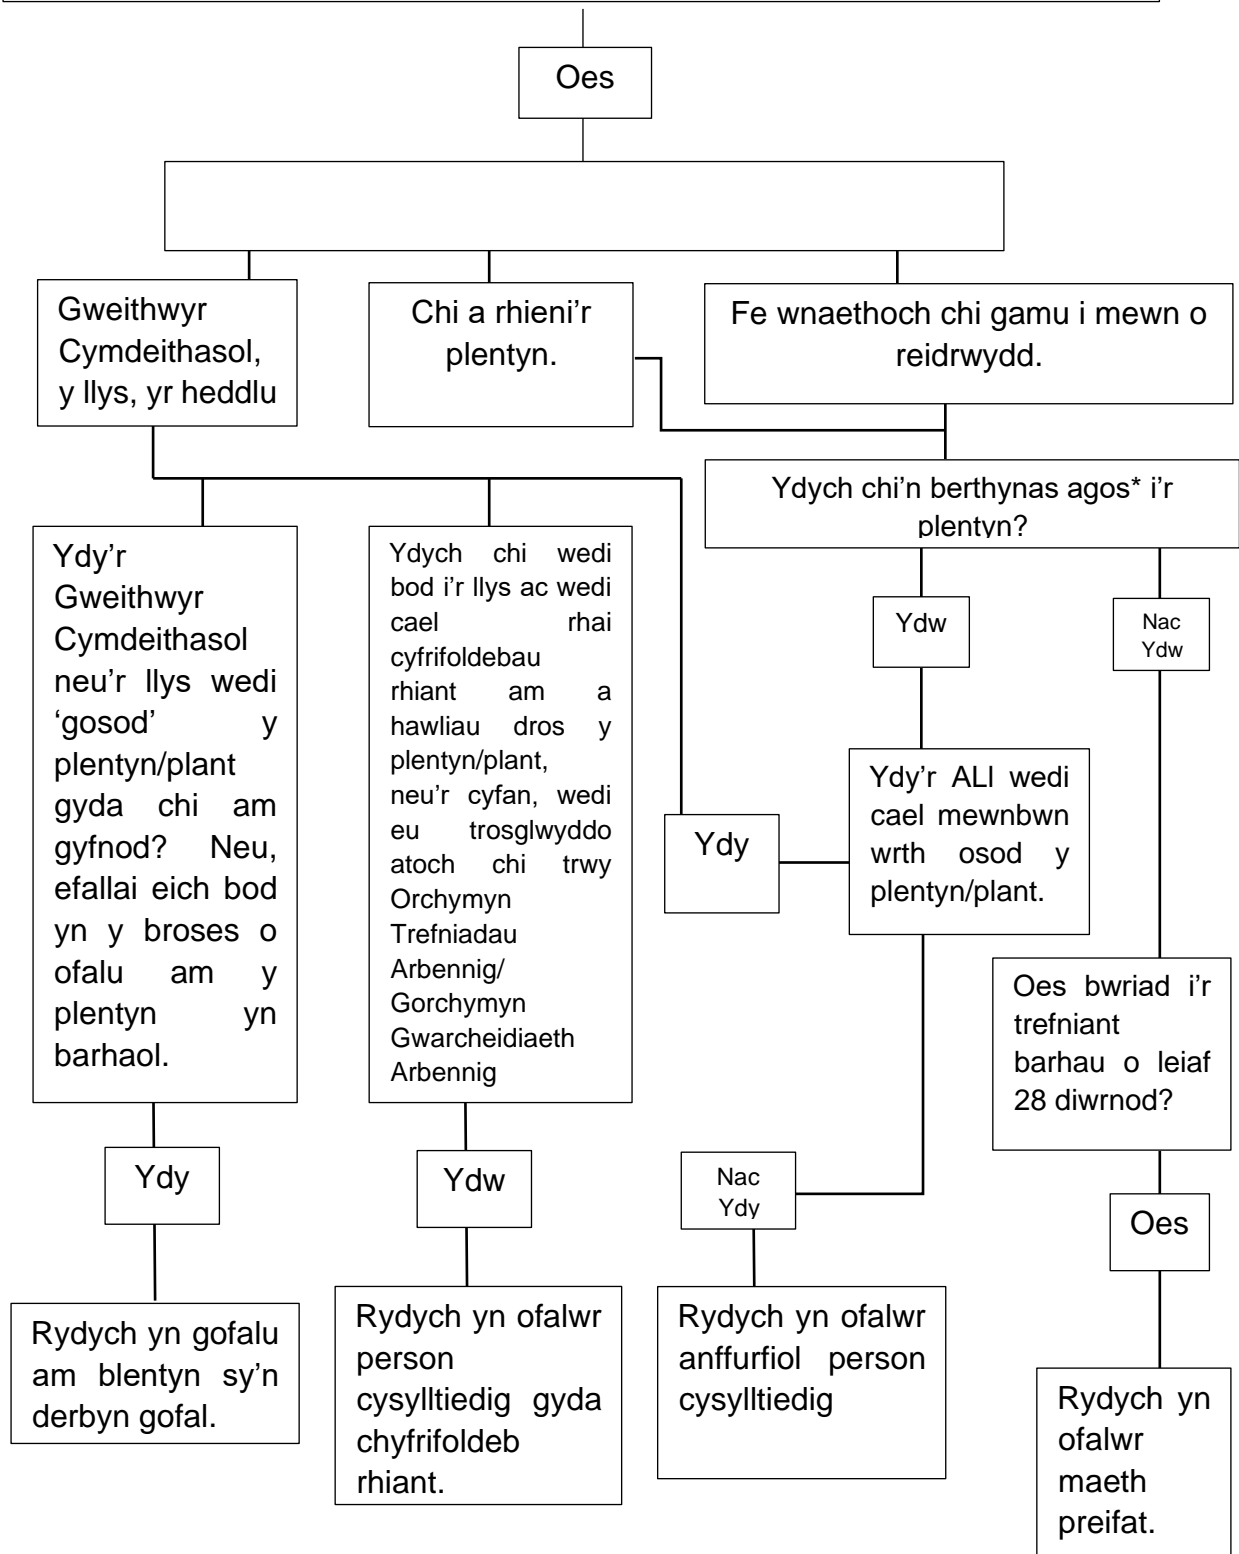 Oes
Gweithwyr
Cymdeithasol,
y llys, yr heddlu
Chi a rhieni’r
plentyn.
Fe wnaethoch chi gamu i mewn o
reidrwydd.
Ydych chi’n berthynas agos* i’r
plentyn?
Ydy’r
Gweithwyr
Cymdeithasol
neu’r llys wedi
‘gosod’ y
plentyn/plant
gyda chi am
gyfnod? Neu,
efallai eich bod
yn y broses o
ofalu am y
plentyn yn
barhaol.
Ydych chi wedi
bod i’r llys ac wedi
cael rhai
cyfrifoldebau
rhiant am a
hawliau dros y
plentyn/plant,
neu’r cyfan, wedi
eu trosglwyddo
atoch chi trwy
Orchymyn
Trefniadau
Arbennig/
Gorchymyn
Gwarcheidiaeth
Arbennig
Ydw
Nac
Ydw
Ydy’r ALl wedi
cael mewnbwn
wrth osod y
plentyn/plant.
Ydy
Oes bwriad i’r
trefniant
barhau o leiaf
28 diwrnod?
Ydy
Ydw
Nac
Ydy
Oes
Rydych yn gofalu
am blentyn sy’n
derbyn gofal.
Rydych yn ofalwr
person
cysylltiedig gyda
chyfrifoldeb
rhiant.
Rydych yn ofalwr
anffurfiol person
cysylltiedig
Rydych yn
ofalwr
maeth
preifat.